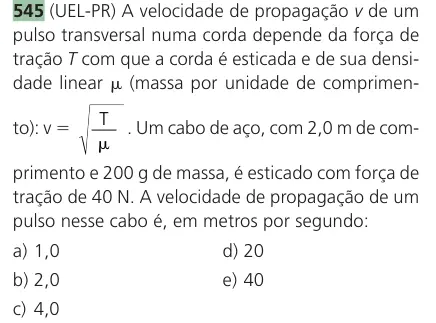 545 (UEL-PR) A velocidade de propagação v de um
pulso transversal numa corda depende da força de
tração T com que a corda é esticada e de sua densi-
dade linear μ (massa por unidade de comprimen-
to): v = √(T/μ) . Um cabo de aço, com 2,0 m de com-
primento e 200 g de massa, é esticado com força de
tração de 40 N. A velocidade de propagação de um
pulso nesse cabo é, em metros por segundo:
a) 1,0 d) 20
b) 2,0 e) 40
c) 4,0